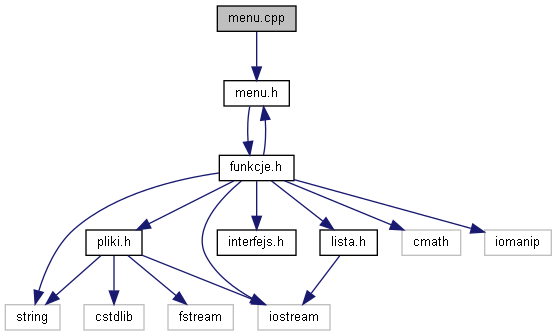 menu.cpp
menu.h
funkcje.h
pliki.h
interfejs.h
lista.h
cmath
iomanip
string
cstdlib
fstream
iostream